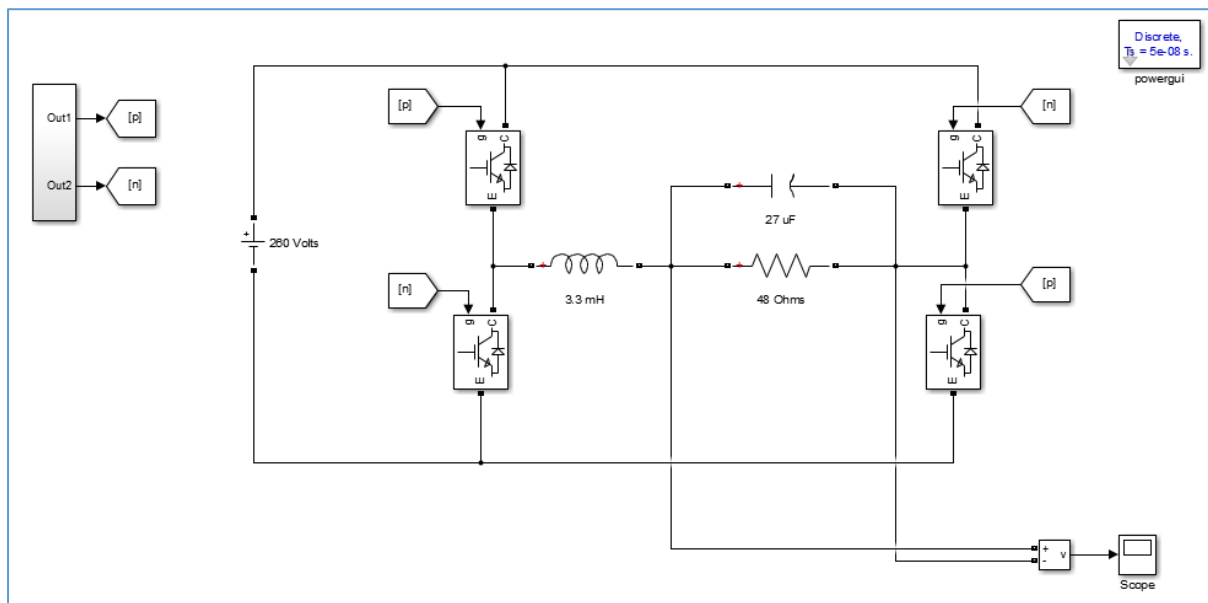 Discrete,
Ts = 5e-08 s.
powergui
Out1
[p]
Out2
[n]
[p]
g
C
E
[n]
g
C
E
+
260 Volts
+
27 uF
+
3.3 mH
+
48 Ohms
[n]
g
C
E
[p]
g
C
E
+
-
v
Scope